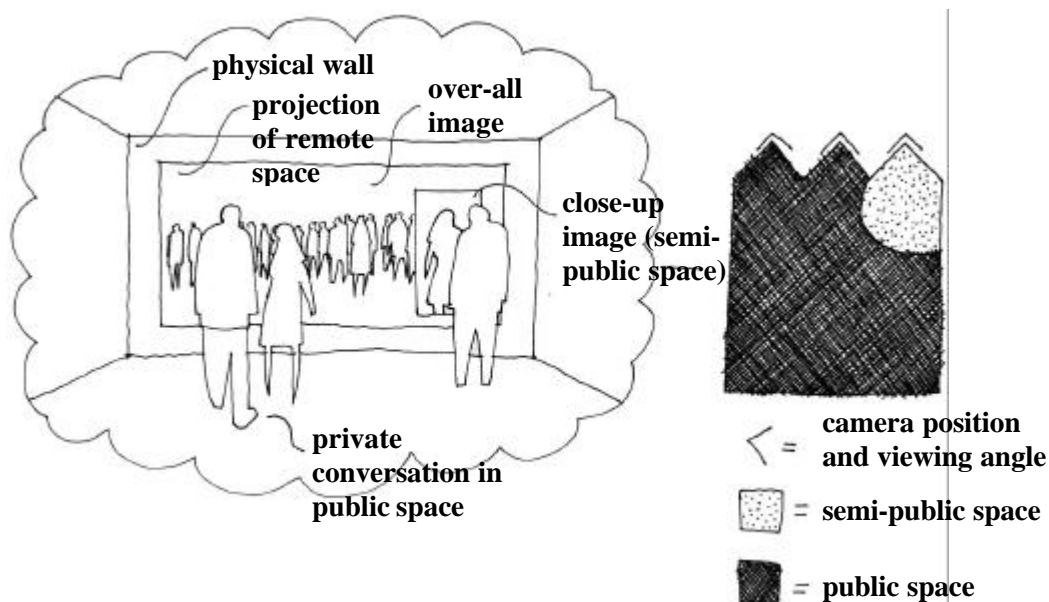 physical wall
projection
of remote
space
over-all
image
close-up
image (semi-
public space)
private
conversation in
public space
= camera position
and viewing angle
= semi-public space
= public space